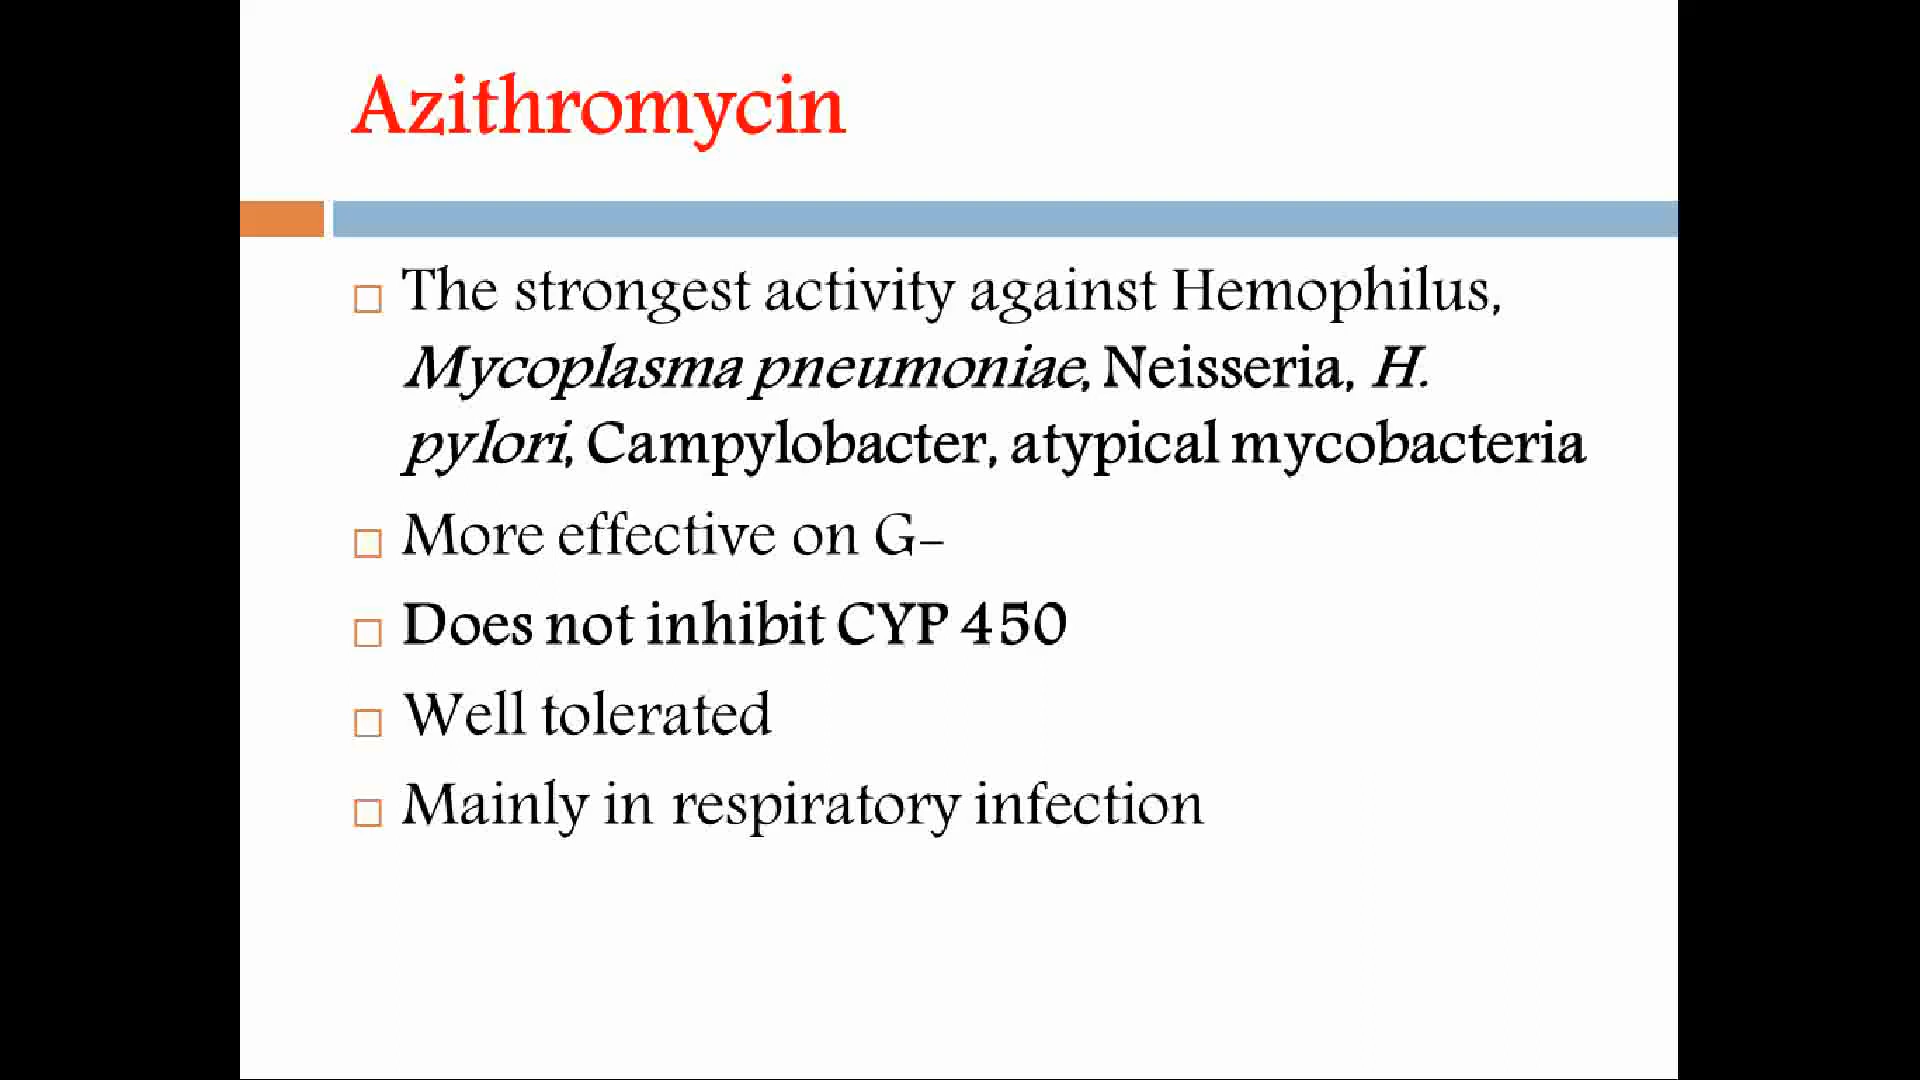 Azithromycin
The strongest activity against Hemophilus,
Mycoplasma pneumoniae, Neisseria, H.
pylori, Campylobacter, atypical mycobacteria
More effective on G-
Does not inhibit CYP 450
Well tolerated
Mainly in respiratory infection